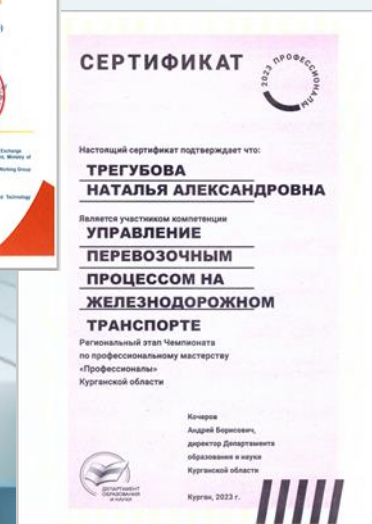 СЕРТИФИКАТ
2023 ПРОФЕССИОНАЛЫ
Настоящий сертификат подтверждает что:
ТРЕГУБОВА
НАТАЛЬЯ АЛЕКСАНДРОВНА
Является участником компетенции
УПРАВЛЕНИЕ
ПЕРЕВОЗОЧНЫМ
ПРОЦЕССОМ НА
ЖЕЛЕЗНОДОРОЖНОМ
ТРАНСПОРТЕ
Региональный этап Чемпионата
по профессиональному мастерству
«Профессионалы»
Курганской области
Кочеров
Андрей Борисович,
директор Департамента
образования и науки
Курганской области
ДЕПАРТАМЕНТ
ОБРАЗОВАНИЯ
И НАУКИ
Курган, 2023 г.
Exchange
Ministry of
Working Group
Technology